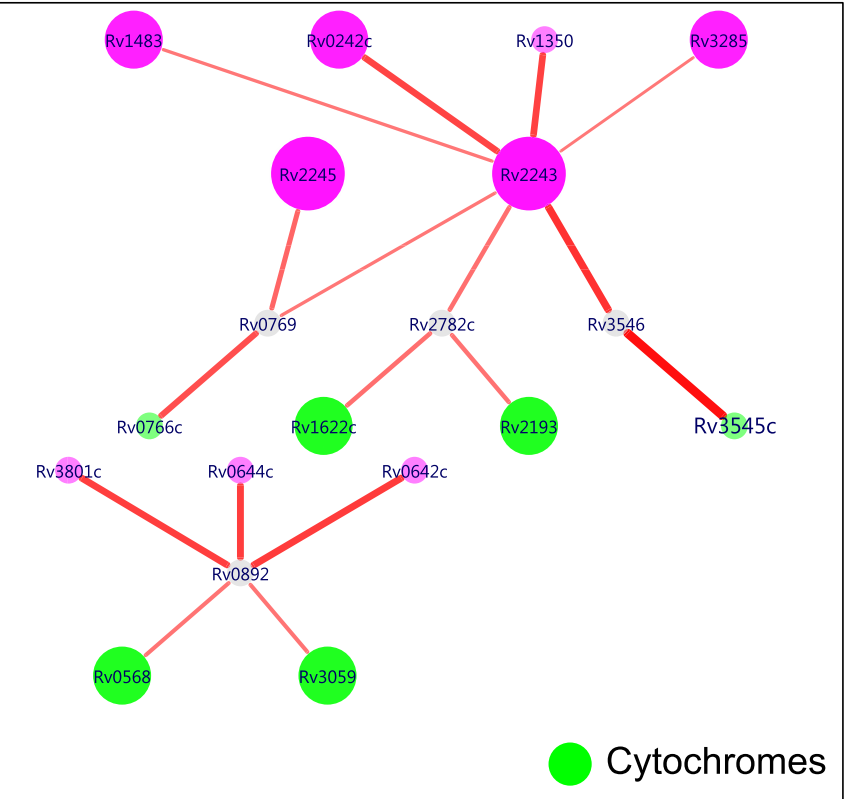 Rv1483 Rv0242c Rv1350 Rv3285
Rv2245 Rv2243
Rv0769 Rv2782c Rv3546
Rv0766c Rv1622c Rv2193 Rv3545c
Rv3801c Rv0644c Rv0642c
Rv0892
Rv0568 Rv3059
Cytochromes